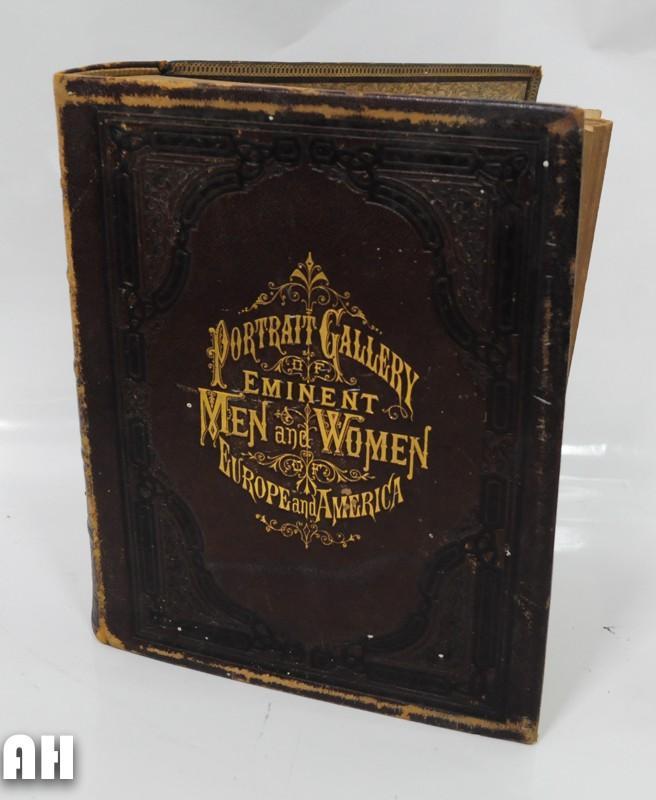 PORTRAIT GALLERY
OF
EMINENT
MEN and WOMEN
OF
EUROPE and AMERICA
AH